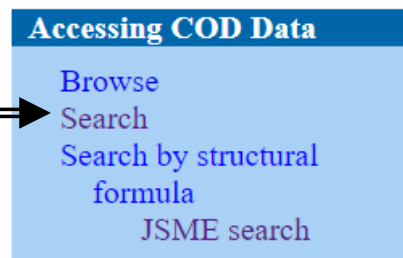 Accessing COD Data
Browse
Search
Search by structural
formula
JSME search